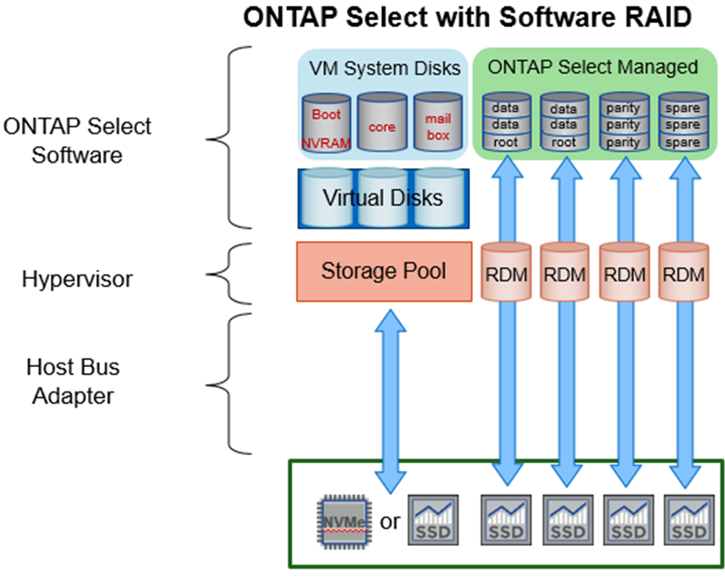 ONTAP Select with Software RAID
VM System Disks
ONTAP Select Managed
Boot
NVRAM
core
mail
box
data
data
root
data
data
root
parity
parity
parity
spare
spare
spare
ONTAP Select
Software
Virtual Disks
Hypervisor
Storage Pool
RDM
RDM
RDM
RDM
Host Bus
Adapter
NVMe
or
SSD
SSD
SSD
SSD
SSD